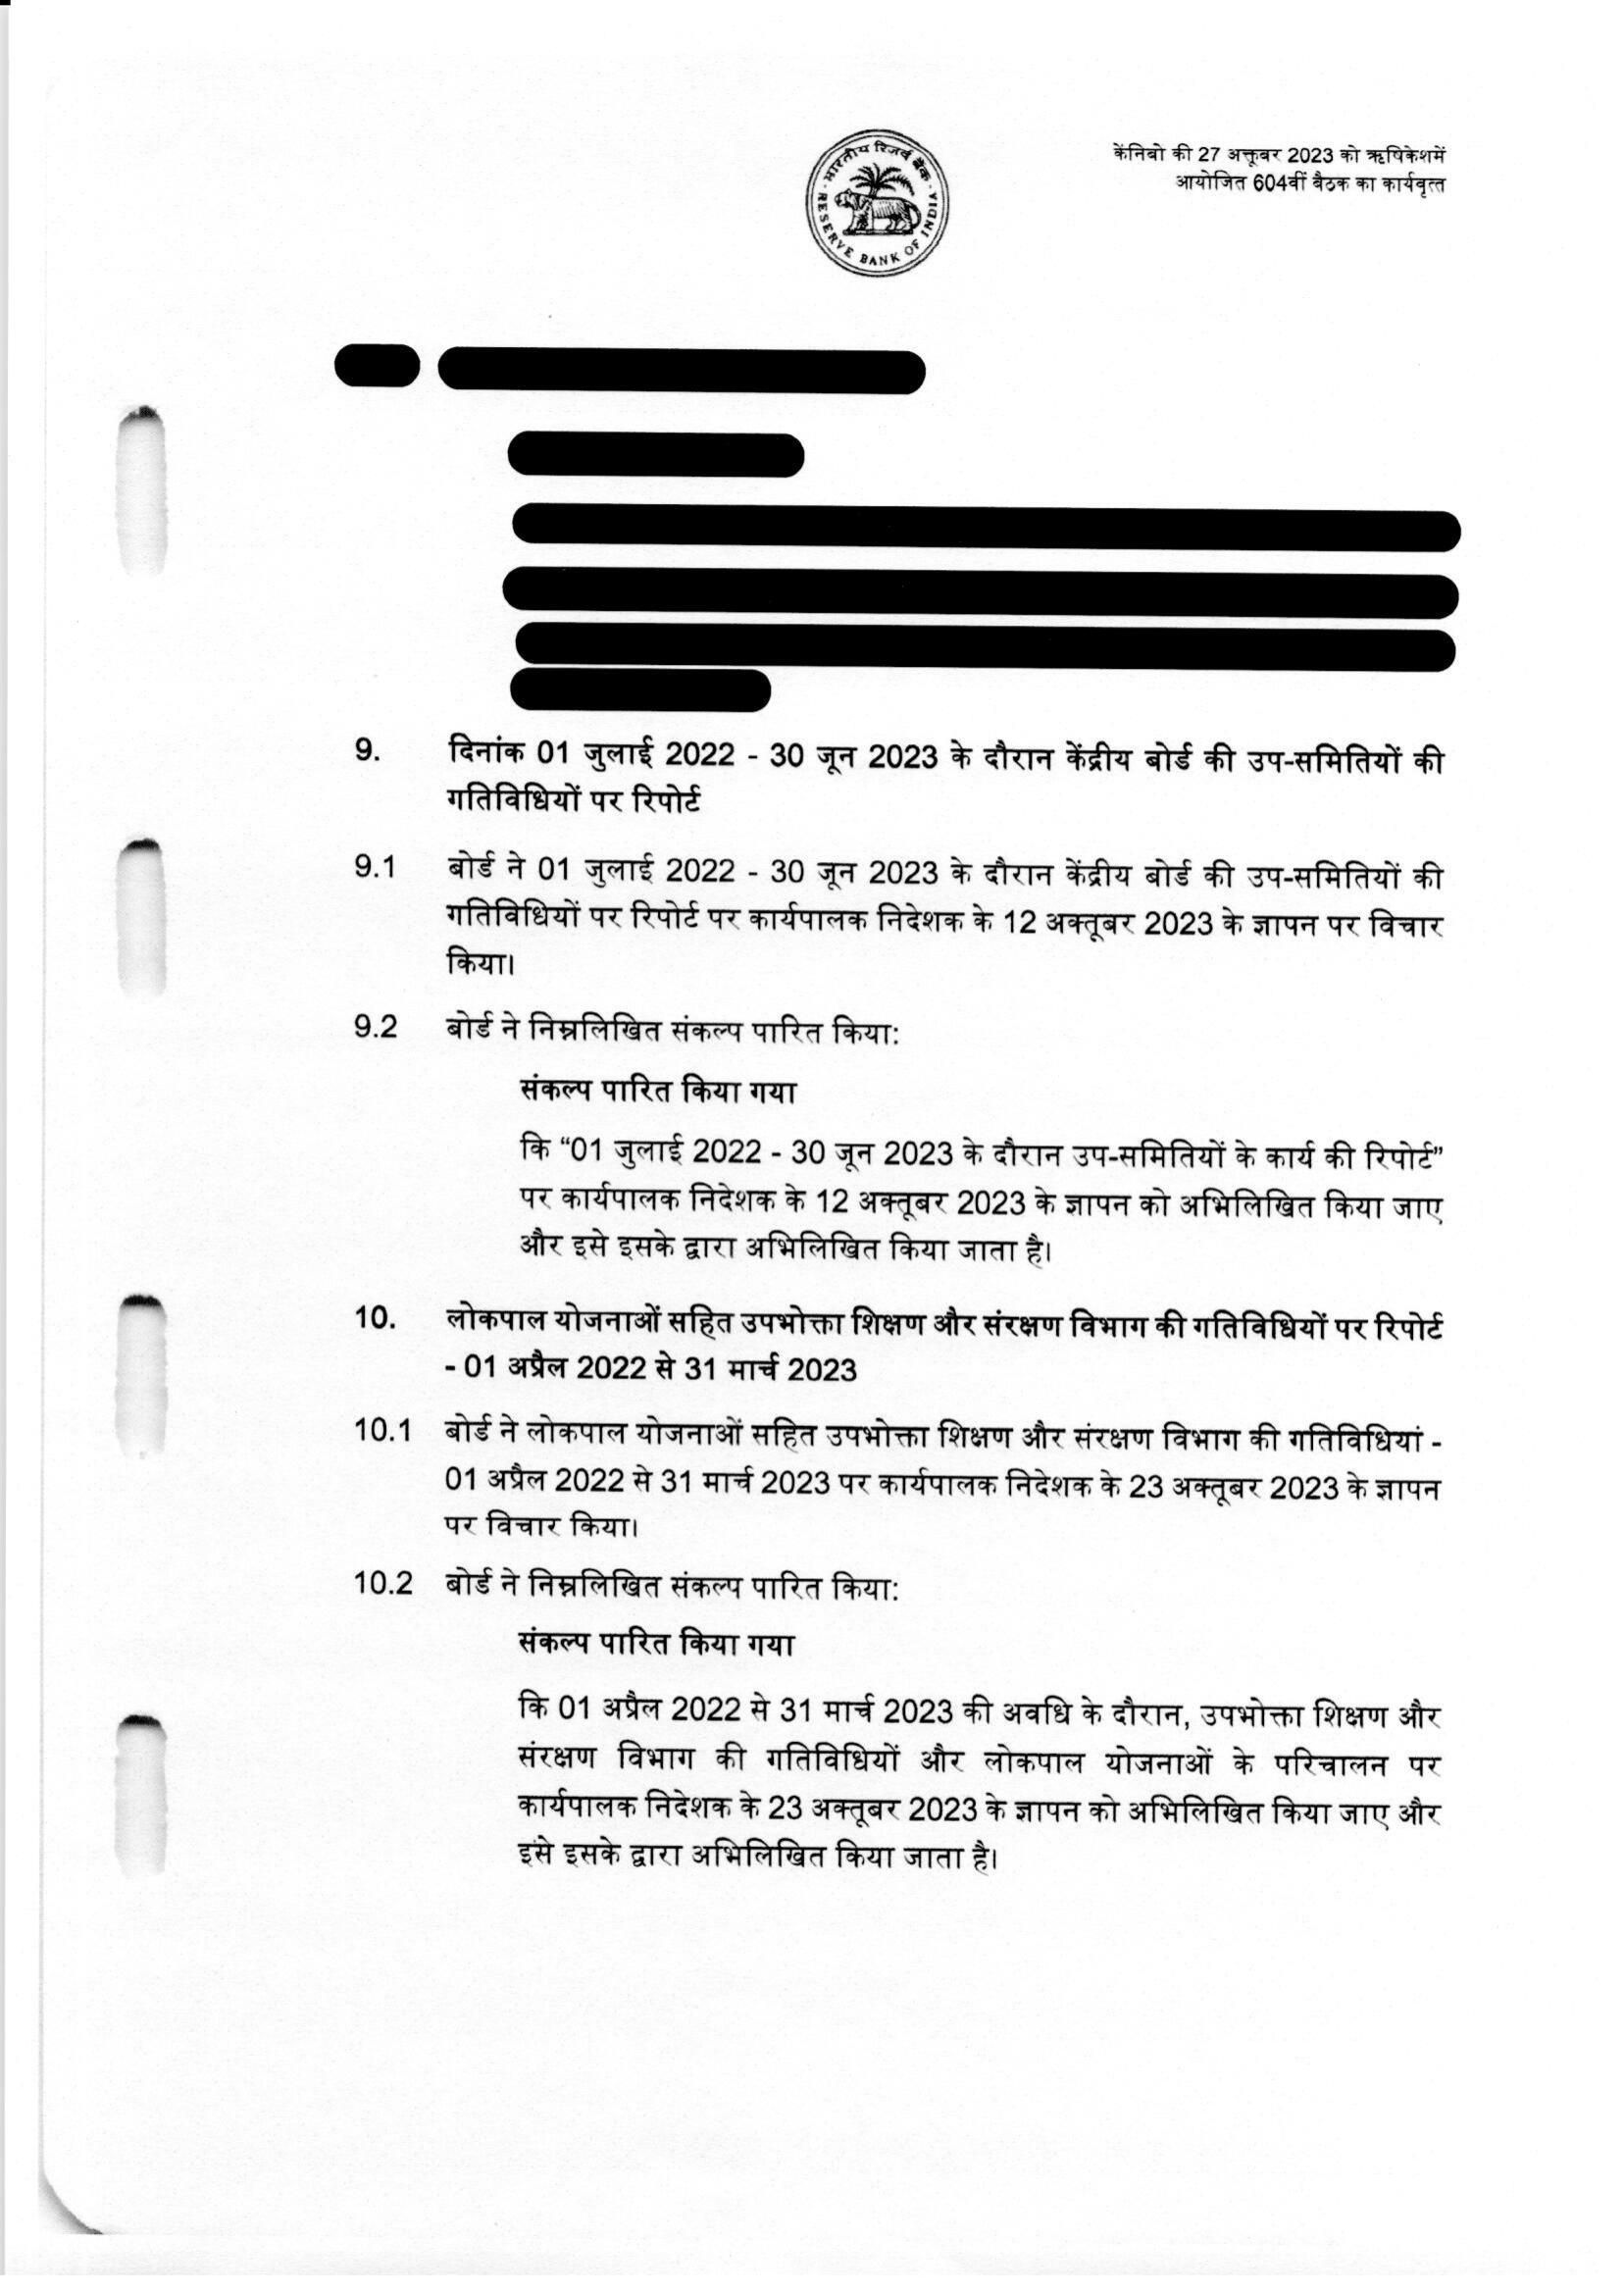 केंनिबो की 27 अक्तूबर 2023 को ऋषिकेशमें
आयोजित 604वीं बैठक का कार्यवृत्त
भारतीय रिज़र्व बैंक
RESERVE BANK OF INDIA
9. दिनांक 01 जुलाई 2022 - 30 जून 2023 के दौरान केंद्रीय बोर्ड की उप-समितियों की
गतिविधियों पर रिपोर्ट
9.1 बोर्ड ने 01 जुलाई 2022 - 30 जून 2023 के दौरान केंद्रीय बोर्ड की उप-समितियों की
गतिविधियों पर रिपोर्ट पर कार्यपालक निदेशक के 12 अक्तूबर 2023 के ज्ञापन पर विचार
किया।
9.2 बोर्ड ने निम्नलिखित संकल्प पारित किया:
संकल्प पारित किया गया
कि “01 जुलाई 2022 - 30 जून 2023 के दौरान उप-समितियों के कार्य की रिपोर्ट”
पर कार्यपालक निदेशक के 12 अक्तूबर 2023 के ज्ञापन को अभिलिखित किया जाए
और इसे इसके द्वारा अभिलिखित किया जाता है।
10. लोकपाल योजनाओं सहित उपभोक्ता शिक्षण और संरक्षण विभाग की गतिविधियों पर रिपोर्ट
- 01 अप्रैल 2022 से 31 मार्च 2023
10.1 बोर्ड ने लोकपाल योजनाओं सहित उपभोक्ता शिक्षण और संरक्षण विभाग की गतिविधियां -
01 अप्रैल 2022 से 31 मार्च 2023 पर कार्यपालक निदेशक के 23 अक्तूबर 2023 के ज्ञापन
पर विचार किया।
10.2 बोर्ड ने निम्नलिखित संकल्प पारित किया:
संकल्प पारित किया गया
कि 01 अप्रैल 2022 से 31 मार्च 2023 की अवधि के दौरान, उपभोक्ता शिक्षण और
संरक्षण विभाग की गतिविधियों और लोकपाल योजनाओं के परिचालन पर
कार्यपालक निदेशक के 23 अक्तूबर 2023 के ज्ञापन को अभिलिखित किया जाए और
इसे इसके द्वारा अभिलिखित किया जाता है।